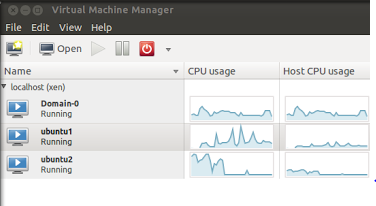 Virtual Machine Manager
File Edit View Help
Open
Name CPU usage Host CPU usage
localhost (xen)
Domain-0
Running
ubuntu1
Running
ubuntu2
Running